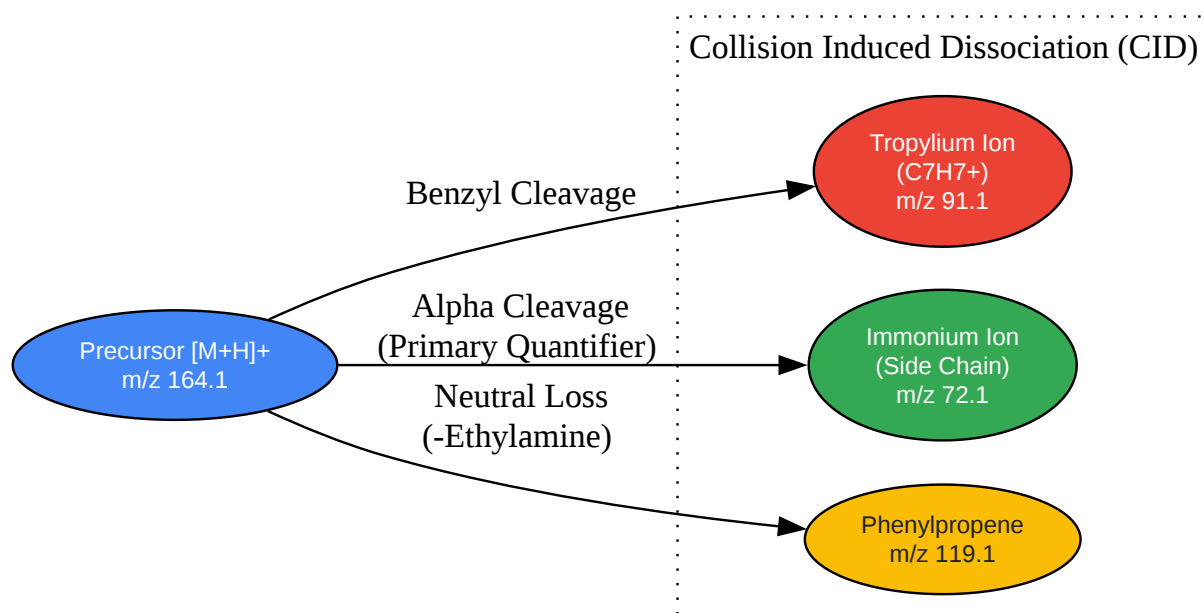 Collision Induced Dissociation (CID)
Tropylium Ion
(C7H7+)
m/z 91.1
Benzyl Cleavage
Alpha Cleavage
(Primary Quantifier)
Precursor [M+H]+
m/z 164.1
Immonium Ion
(Side Chain)
m/z 72.1
Neutral Loss
(-Ethylamine)
Phenylpropene
m/z 119.1